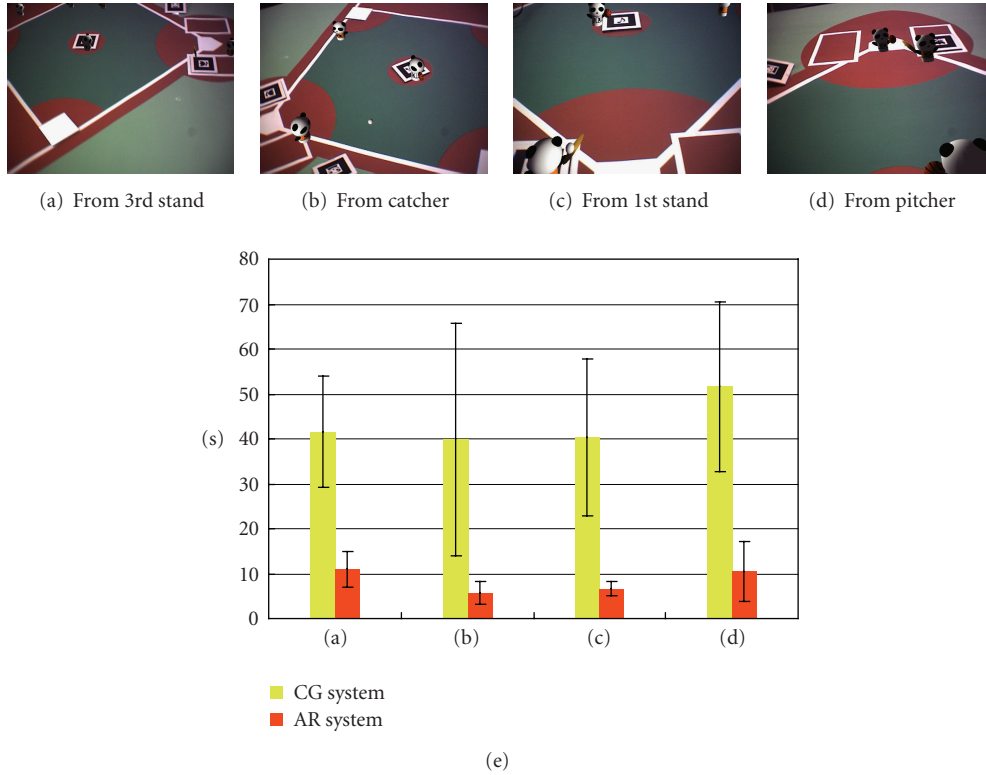 (a) From 3rd stand
(b) From catcher
(c) From 1st stand
(d) From pitcher
80
70
60
50
(s)
40
30
20
10
0
(a) (b) (c) (d)
CG system
AR system
(e)